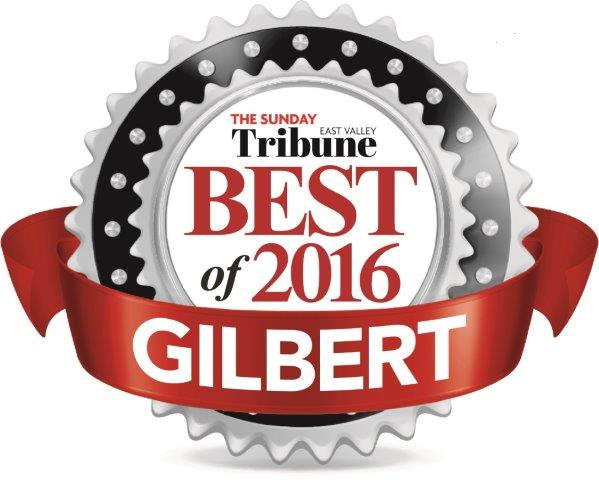 THE SUNDAY
EAST VALLEY
Tribune
BEST
of 2016
GILBERT